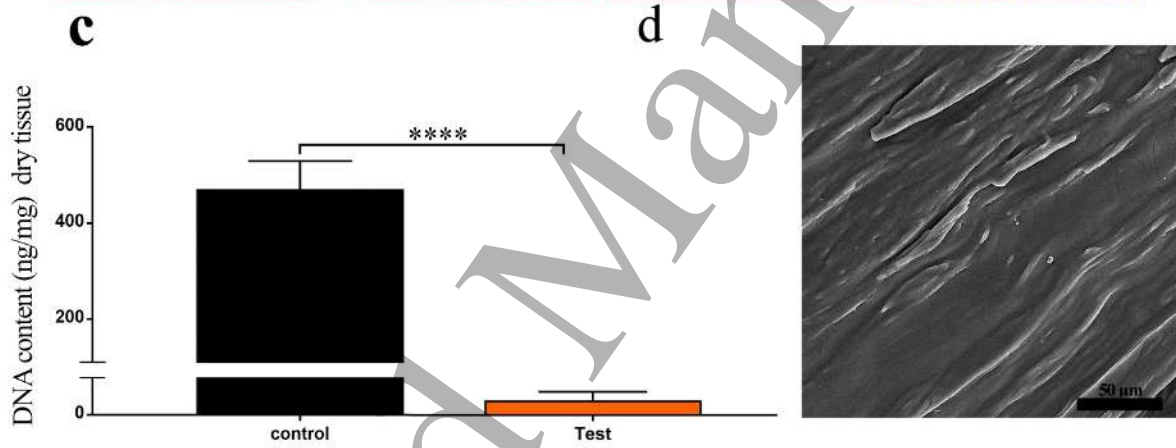 c
d
DNA content (ng/mg) dry tissue
600
400
200
0
****
control
Test
50 μm